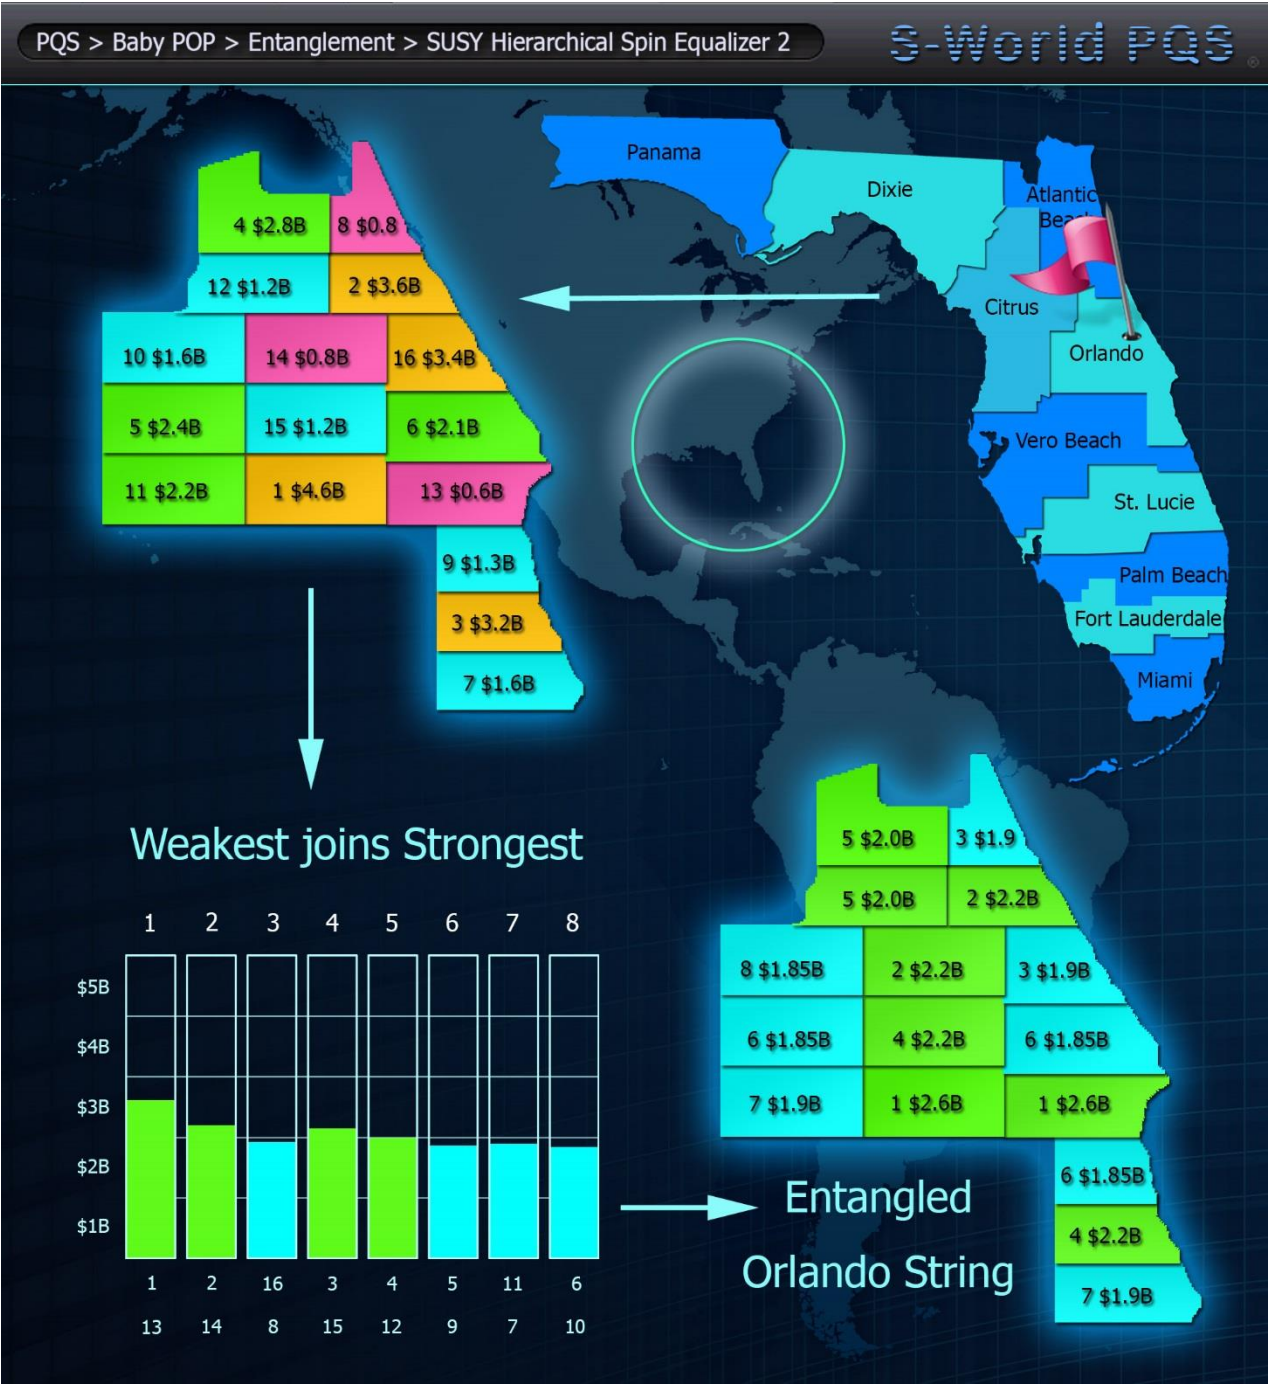 PQS > Baby POP > Entanglement > SUSY Hierarchical Spin Equalizer 2
S-World PQS
®
Panama
Dixie
Atlantic
Beach
Citrus
Orlando
Vero Beach
St. Lucie
Palm Beach
Fort Lauderdale
Miami
4 $2.8B
8 $0.8
12 $1.2B
2 $3.6B
10 $1.6B
14 $0.8B
16 $3.4B
5 $2.4B
15 $1.2B
6 $2.1B
11 $2.2B
1 $4.6B
13 $0.6B
9 $1.3B
3 $3.2B
7 $1.6B
Weakest joins Strongest
1 2 3 4 5 6 7 8
$5B
$4B
$3B
$2B
$1B
1 2 16 3 4 5 11 6
13 14 8 15 12 9 7 10
5 $2.0B
3 $1.9
5 $2.0B
2 $2.2B
8 $1.85B
2 $2.2B
3 $1.9B
6 $1.85B
4 $2.2B
6 $1.85B
7 $1.9B
1 $2.6B
1 $2.6B
6 $1.85B
4 $2.2B
7 $1.9B
Entangled
Orlando String